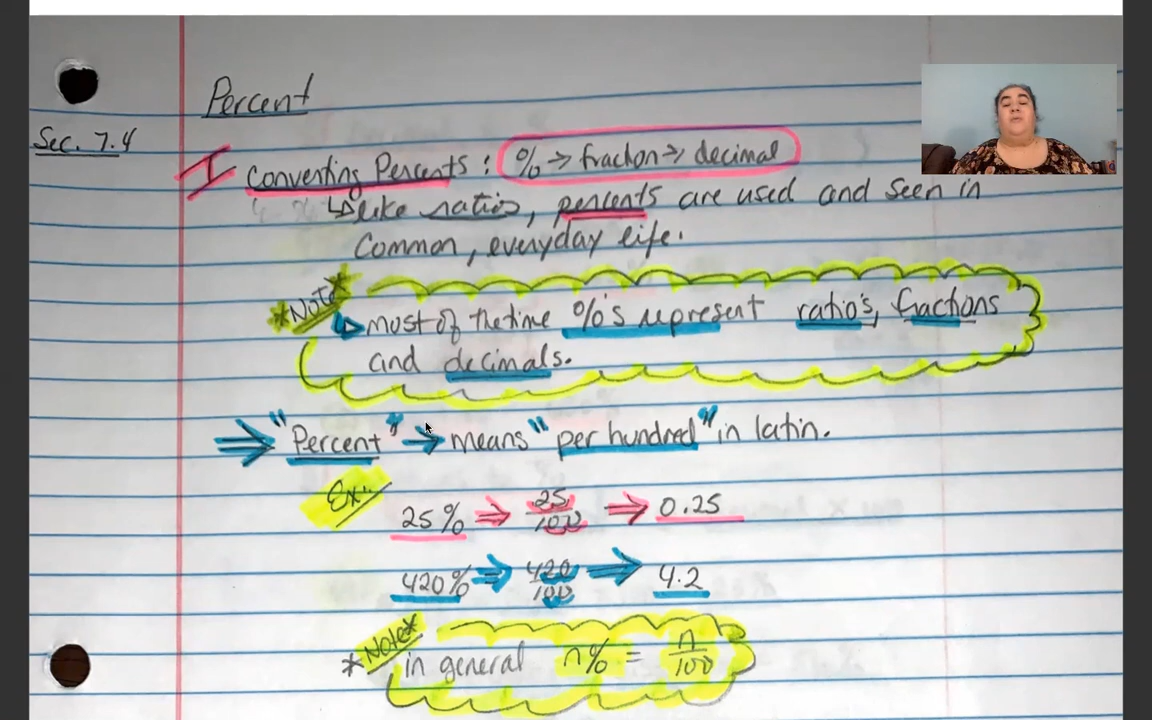 Percent
Sec. 7.4
I Converting Percents: % → fraction → decimal
↳ like ratios, percents are used and seen in
Common, everyday life.
*Note*
↳ most of the time %'s represent ratio's, fractions
and decimals.
⇒ "Percent" → means "per hundred" in latin.
Ex:
25% ⇒ 25/100 ⇒ 0.25
420% ⇒ 420/100 ⇒ 4.2
*Note*
in general n% = n/100